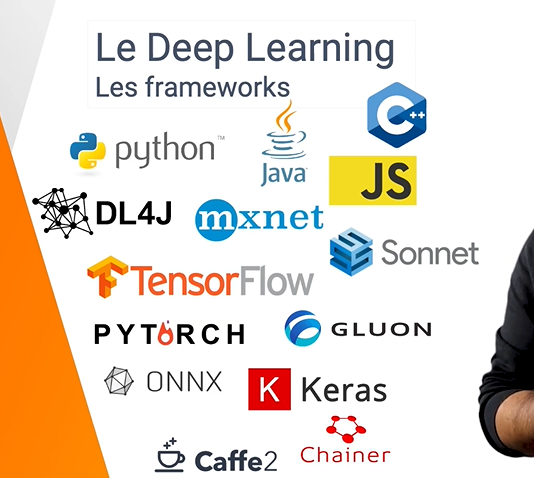 Le Deep Learning
Les frameworks
C++
python™
Java
JS
DL4J
mxnet
Sonnet
TensorFlow
PYTORCH
GLUON
ONNX
K Keras
Chainer
Caffe2